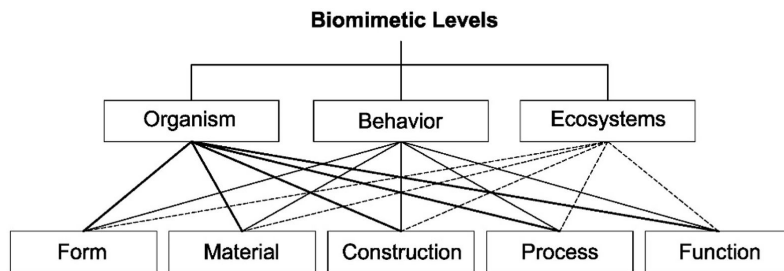 Biomimetic Levels
Organism
Behavior
Ecosystems
Form
Material
Construction
Process
Function